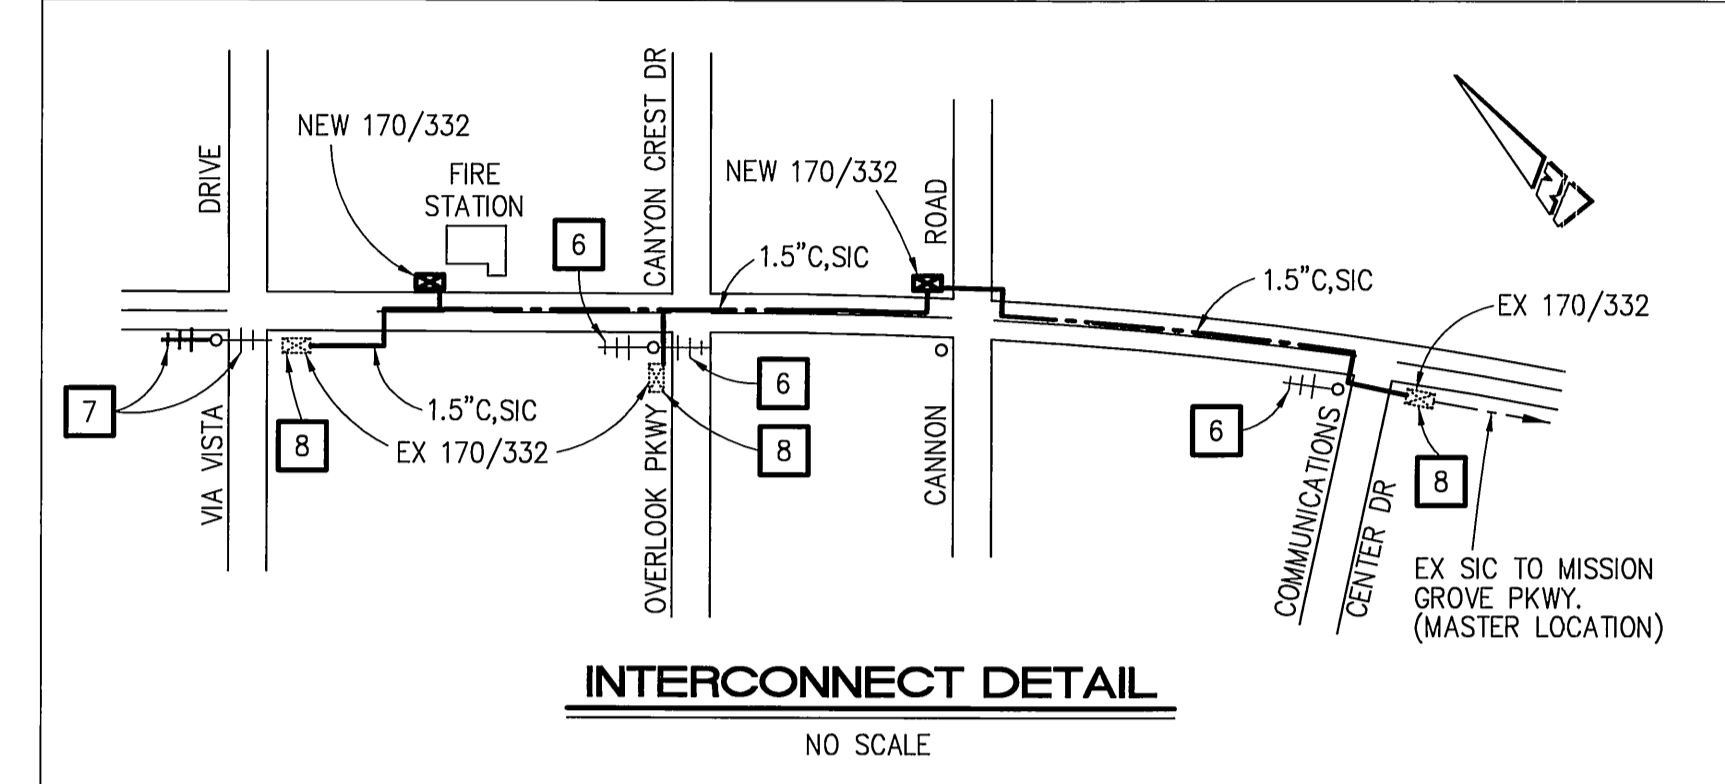 NEW 170/332
DRIVE
FIRE
STATION
CANYON CREST DR
NEW 170/332
ROAD
6
1.5"C,SIC
1.5"C,SIC
EX 170/332
N
7
VIA VISTA
8
1.5"C,SIC
EX 170/332
OVERLOOK PKWY
6
8
CANNON
6
COMMUNICATIONS
CENTER DR
8
EX SIC TO MISSION
GROVE PKWY.
(MASTER LOCATION)
INTERCONNECT DETAIL
NO SCALE